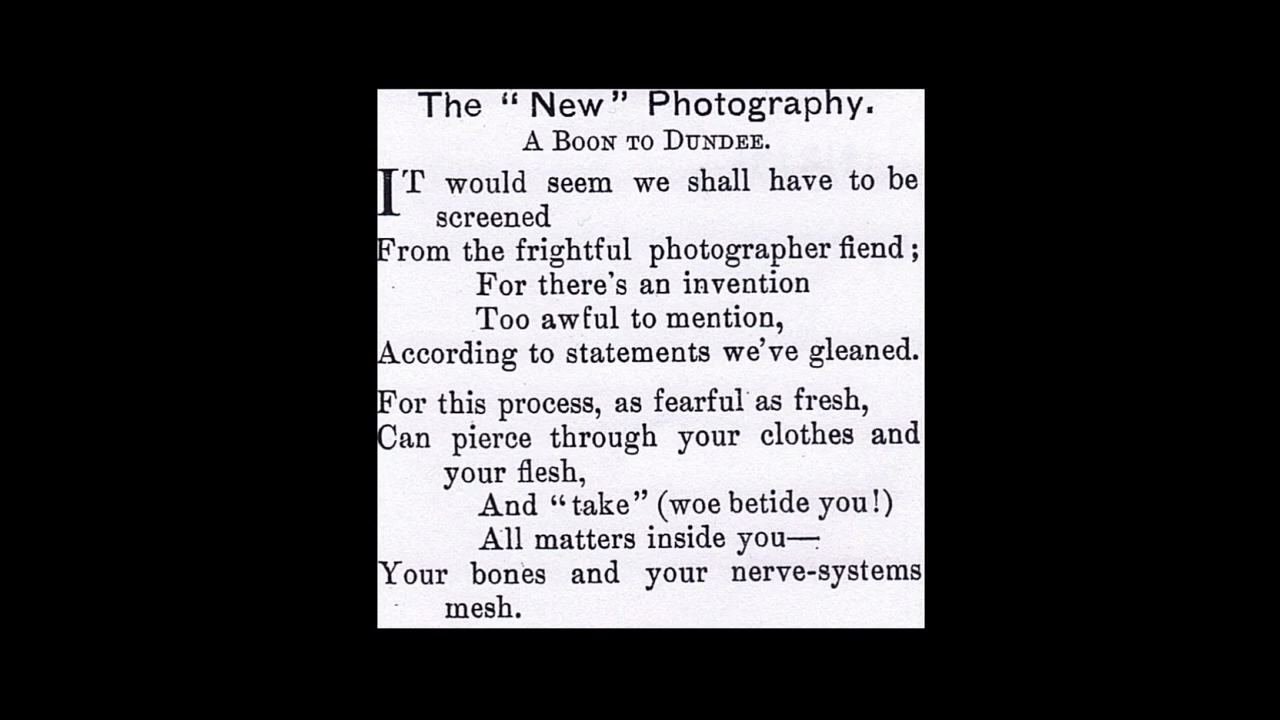 The “New” Photography.
A Boon to Dundee.
IT would seem we shall have to be
screened
From the frightful photographer fiend;
For there’s an invention
Too awful to mention,
According to statements we’ve gleaned.
For this process, as fearful as fresh,
Can pierce through your clothes and
your flesh,
And “take” (woe betide you!)
All matters inside you—
Your bones and your nerve-systems
mesh.